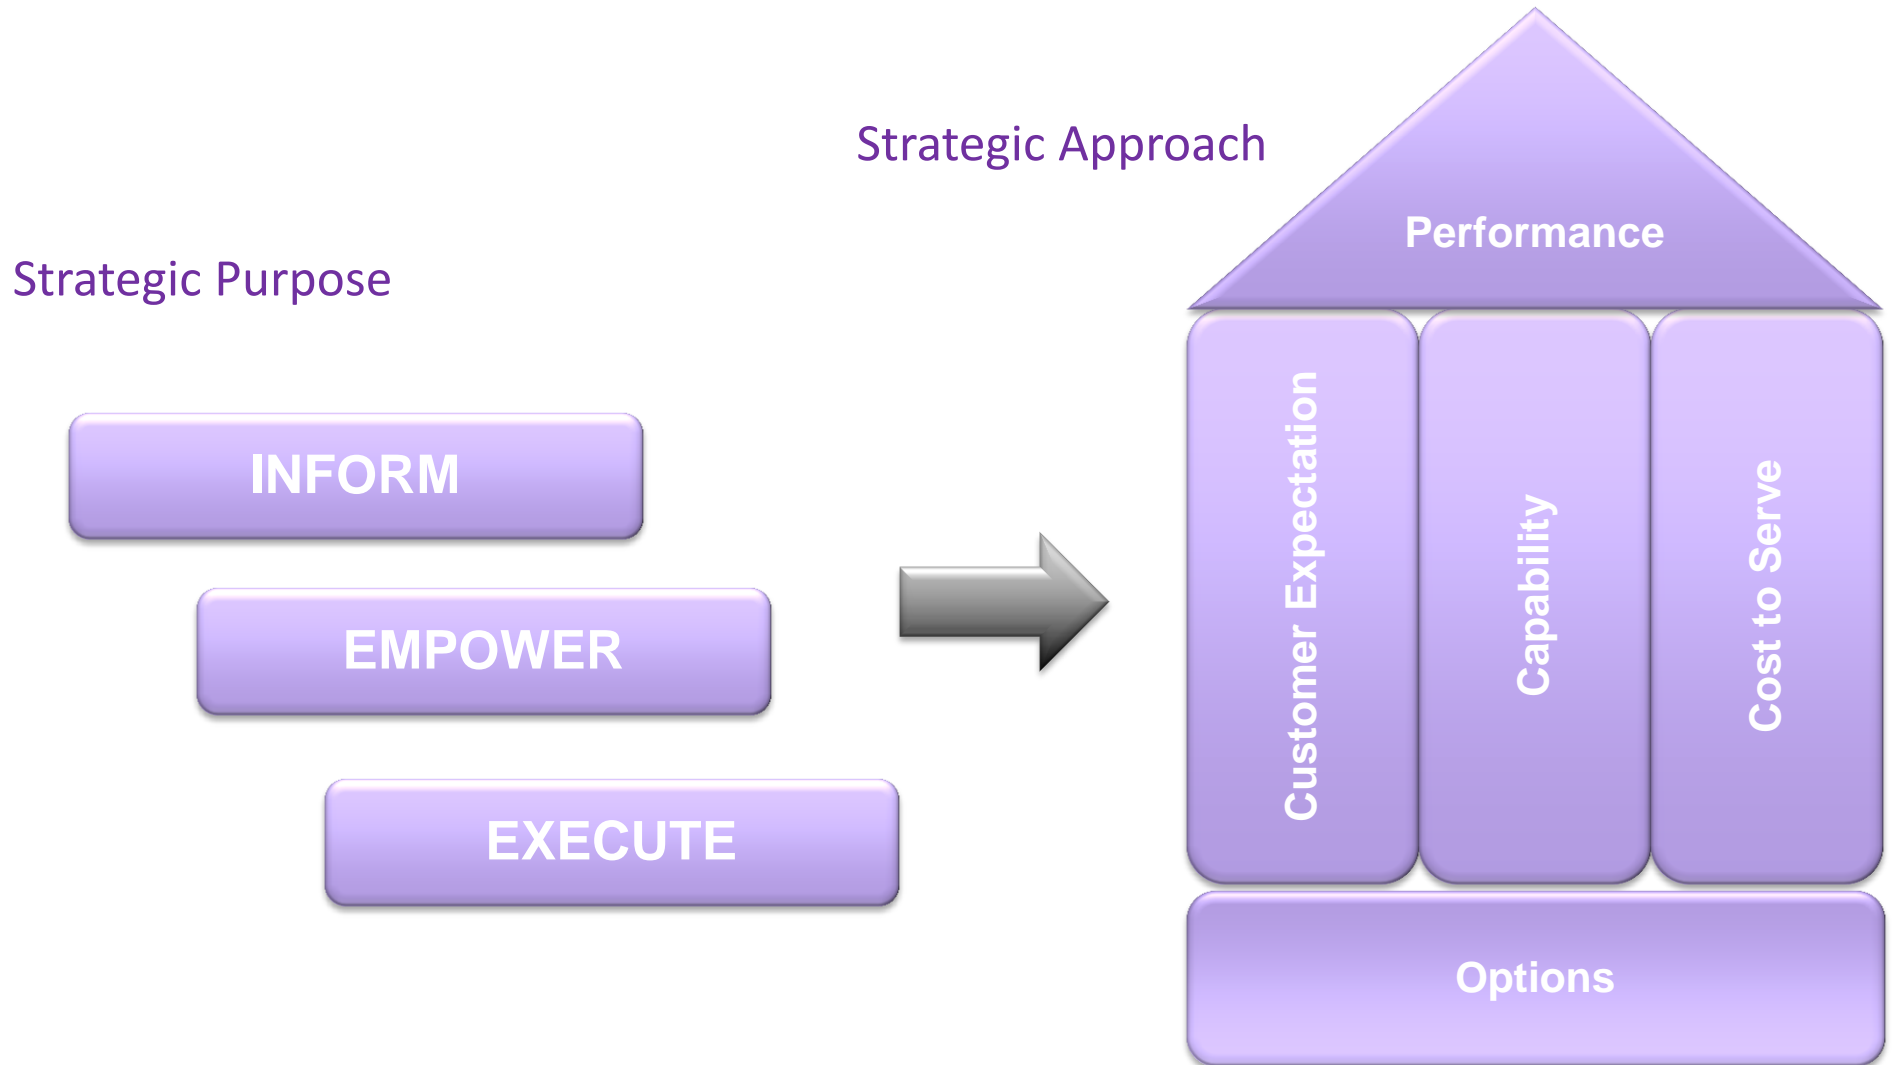 Strategic Purpose
INFORM
EMPOWER
EXECUTE
Strategic Approach
Performance
Customer Expectation
Capability
Cost to Serve
Options